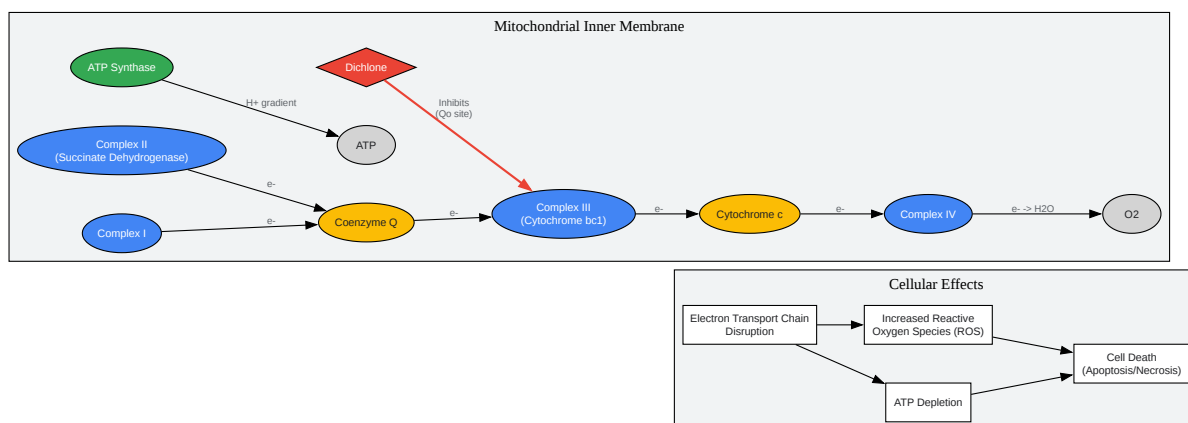 Mitochondrial Inner Membrane
ATP Synthase
Dichlone
H+ gradient
Inhibits
(Qo site)
ATP
Complex II
(Succinate Dehydrogenase)
e-
e-
Complex I
Coenzyme Q
e-
Complex III
(Cytochrome bc1)
e-
Cytochrome c
e-
Complex IV
e- -> H2O
O2
Cellular Effects
Electron Transport Chain
Disruption
Increased Reactive
Oxygen Species (ROS)
ATP Depletion
Cell Death
(Apoptosis/Necrosis)